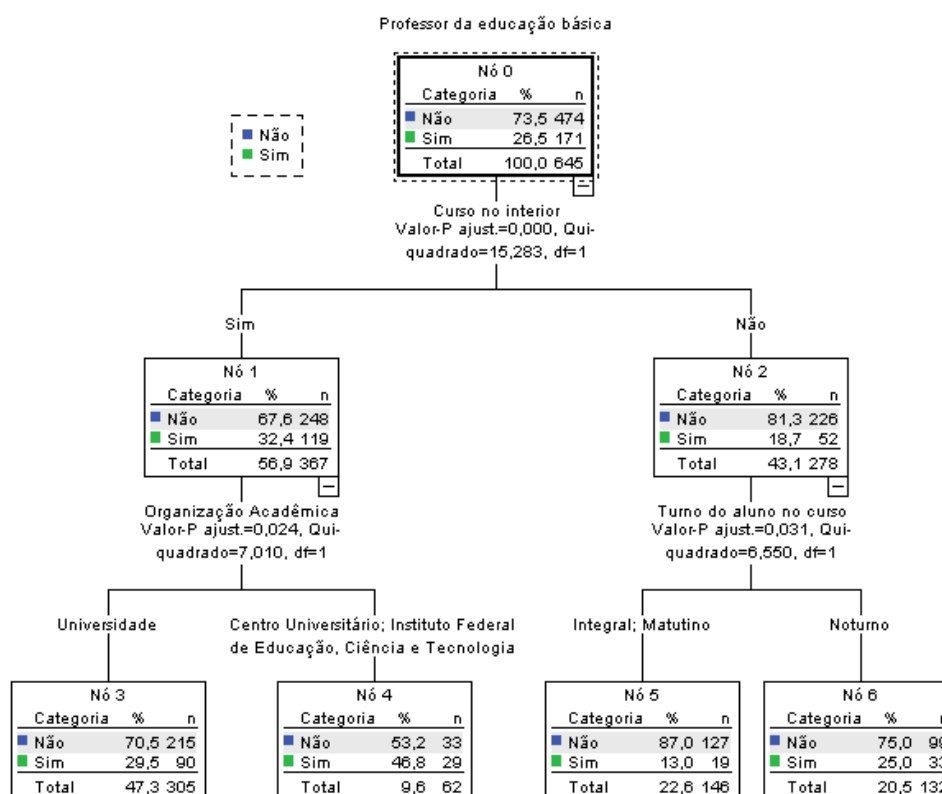 Professor da educação básica
Nó 0
Categoria % n
Não 73,5 474
Sim 26,5 171
Total 100,0 645
Não
Sim
Curso no interior
Valor-P ajust.=0,000, Qui-
quadrado=15,283, df=1
Sim
Não
Nó 1
Categoria % n
Não 67,6 248
Sim 32,4 119
Total 56,9 367
Nó 2
Categoria % n
Não 81,3 226
Sim 18,7 52
Total 43,1 278
Organização Acadêmica
Valor-P ajust.=0,024, Qui-
quadrado=7,010, df=1
Turno do aluno no curso
Valor-P ajust.=0,031, Qui-
quadrado=6,550, df=1
Universidade
Centro Universitário; Instituto Federal
de Educação, Ciência e Tecnologia
Integral; Matutino
Noturno
Nó 3
Categoria % n
Não 70,5 215
Sim 29,5 90
Total 47,3 305
Nó 4
Categoria % n
Não 53,2 33
Sim 46,8 29
Total 9,6 62
Nó 5
Categoria % n
Não 87,0 127
Sim 13,0 19
Total 22,6 146
Nó 6
Categoria % n
Não 75,0 99
Sim 25,0 33
Total 20,5 132